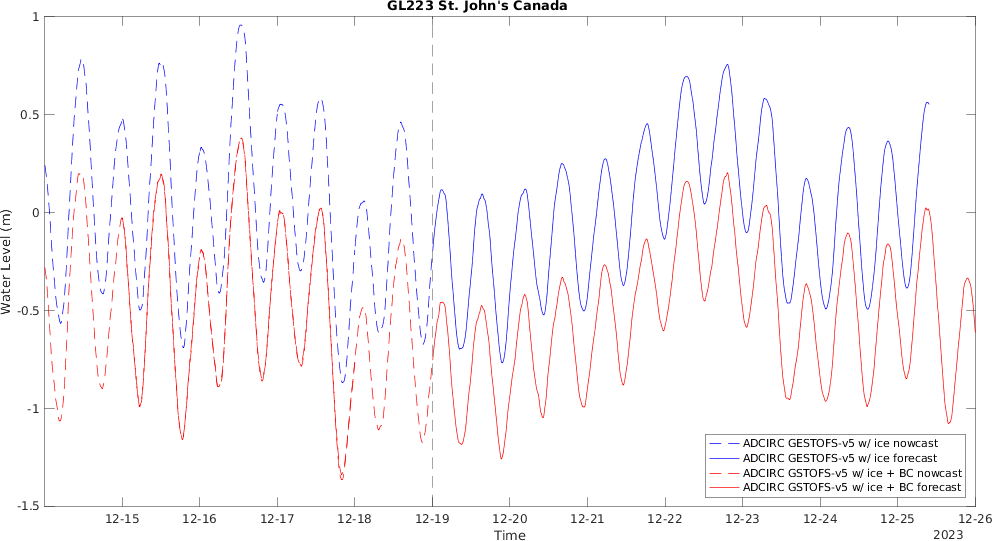 GL223 St. John's Canada
1
0.5
0
-0.5
-1
-1.5
Water Level (m)
ADCIRC GESTOFS-v5 w/ ice nowcast
ADCIRC GESTOFS-v5 w/ ice forecast
ADCIRC GSTOFS-v5 w/ ice + BC nowcast
ADCIRC GSTOFS-v5 w/ ice + BC forecast
12-15 12-16 12-17 12-18 12-19 12-20 12-21 12-22 12-23 12-24 12-25 12-26
Time
2023